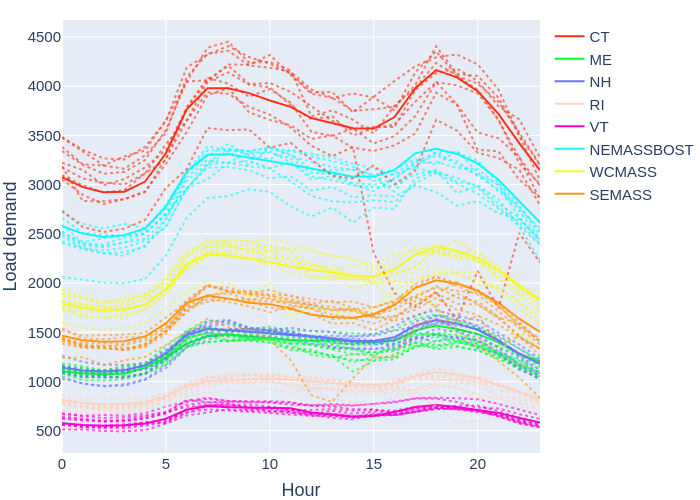 4500
4000
3500
3000
2500
2000
1500
1000
500
Load demand
0
5
10
15
20
Hour
CT
ME
NH
RI
VT
NEMASSBOST
WCMASS
SEMASS